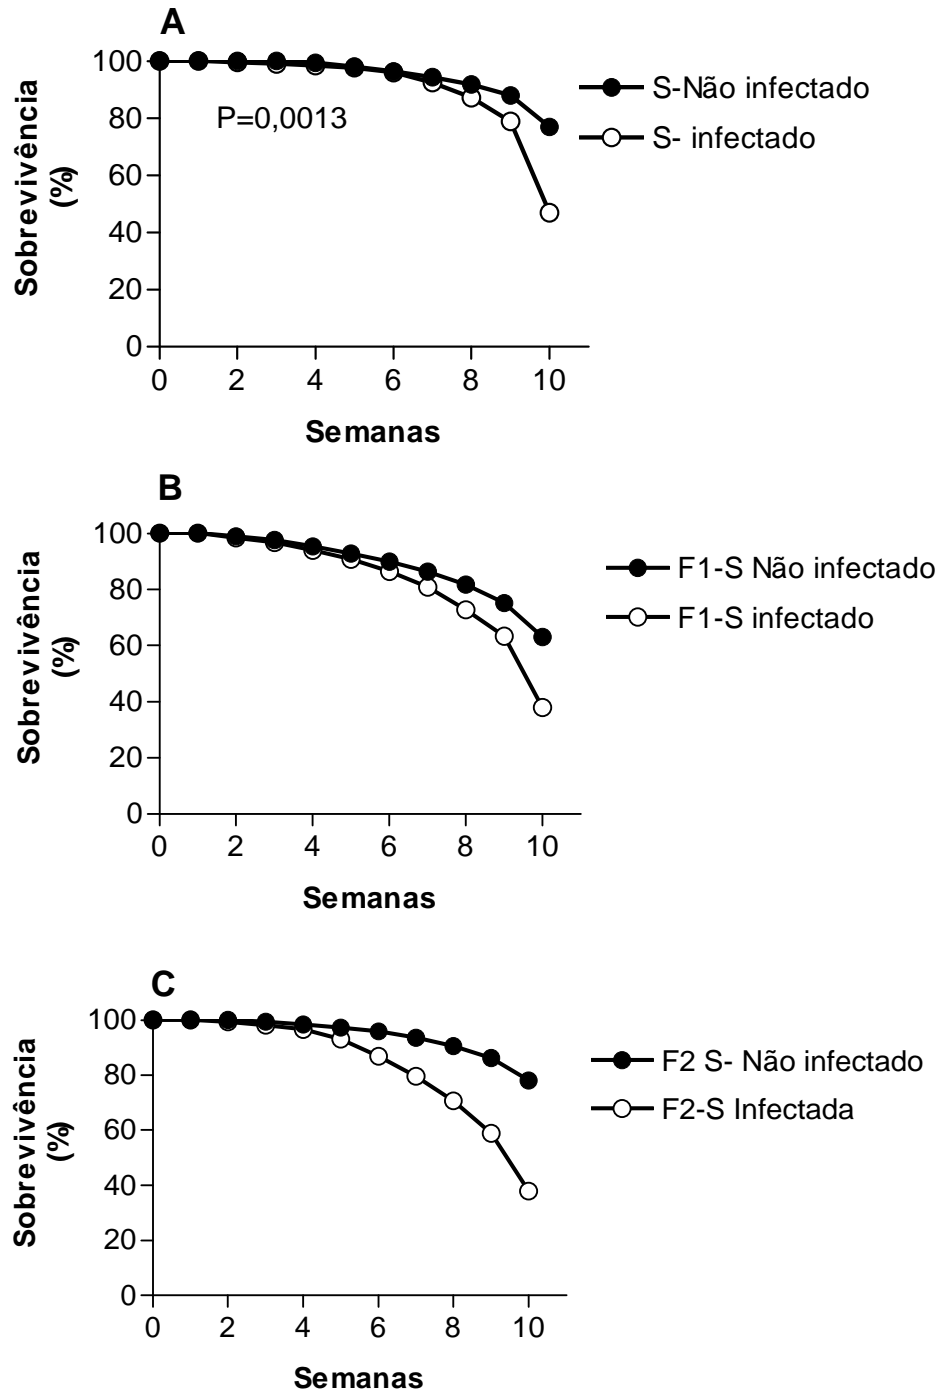 A
100
80
60
40
20
0
Sobrevivência
(%)
P=0,0013
S-Não infectado
S- infectado
0 2 4 6 8 10
Semanas
B
100
80
60
40
20
0
Sobrevivência
(%)
F1-S Não infectado
F1-S infectado
0 2 4 6 8 10
Semanas
C
100
80
60
40
20
0
Sobrevivência
(%)
F2 S- Não infectado
F2-S Infectada
0 2 4 6 8 10
Semanas